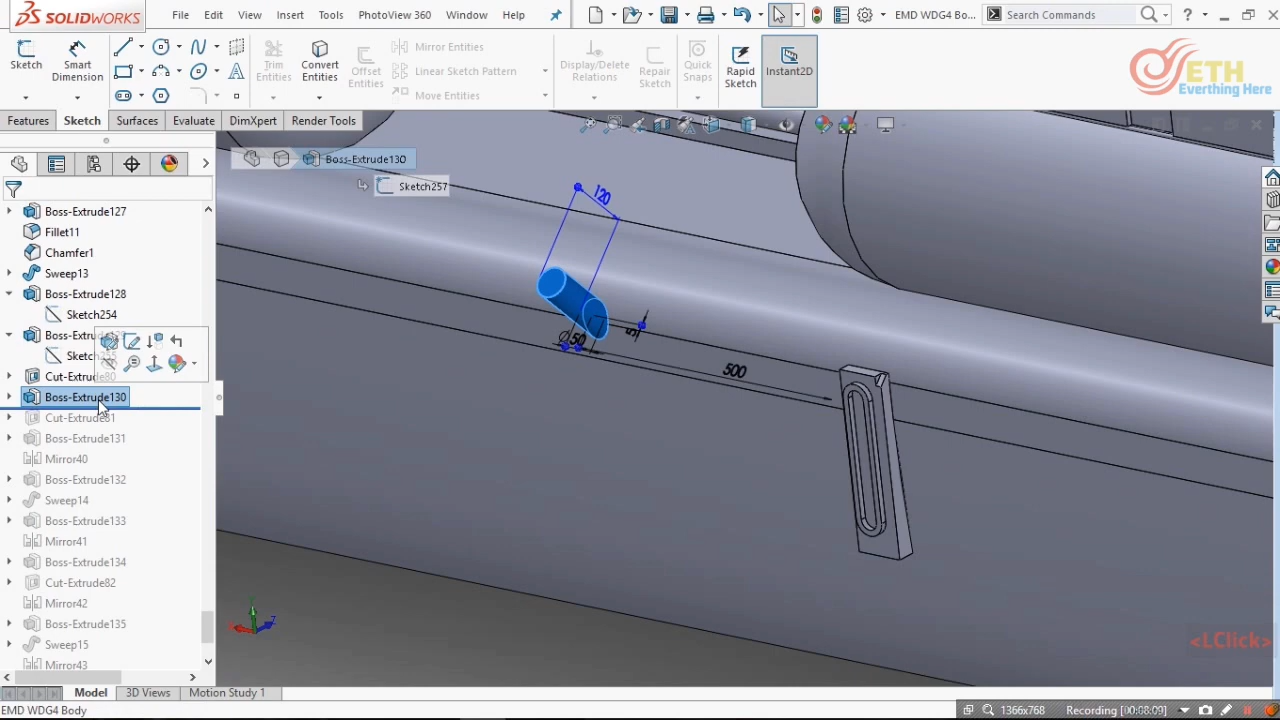 SOLIDWORKS
File Edit View Insert Tools PhotoView 360 Window Help
EMD WDG4 Bo...
Search Commands
Sketch
Smart Dimension
Trim Entities
Convert Entities
Offset Entities
Mirror Entities
Linear Sketch Pattern
Move Entities
Display/Delete Relations
Repair Sketch
Quick Snaps
Rapid Sketch
Instant2D
ETH
Everthing Here
Features Sketch Surfaces Evaluate DimXpert Render Tools
Boss-Extrude130
Sketch257
Boss-Extrude127
Fillet11
Chamfer1
Sweep13
Boss-Extrude128
Sketch254
Boss-Extrude
Sketch
Cut-Extrude80
Boss-Extrude130
Cut-Extrude81
Boss-Extrude131
Mirror40
Boss-Extrude132
Sweep14
Boss-Extrude133
Mirror41
Boss-Extrude134
Cut-Extrude82
Mirror42
Boss-Extrude135
Sweep15
Mirror43
120
Ø50
500
<LClick>
Model 3D Views Motion Study 1
EMD WDG4 Body
1366x768 Recording [00:08:09]